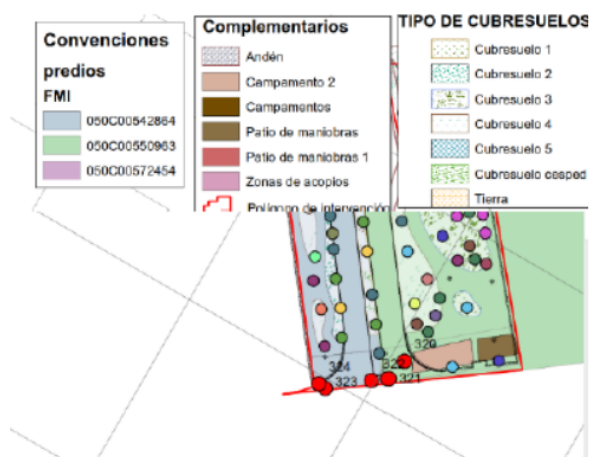 Convenciones
predios
FMI
050C00542864
050C00550963
050C00572454
Complementarios
Andén
Campamento 2
Campamentos
Patio de maniobras
Patio de maniobras 1
Zonas de acopios
Polígono de intervención
TIPO DE CUBRESUELOS
Cubresuelo 1
Cubresuelo 2
Cubresuelo 3
Cubresuelo 4
Cubresuelo 5
Cubresuelo cesped
Tierra
320
324
322
323
321